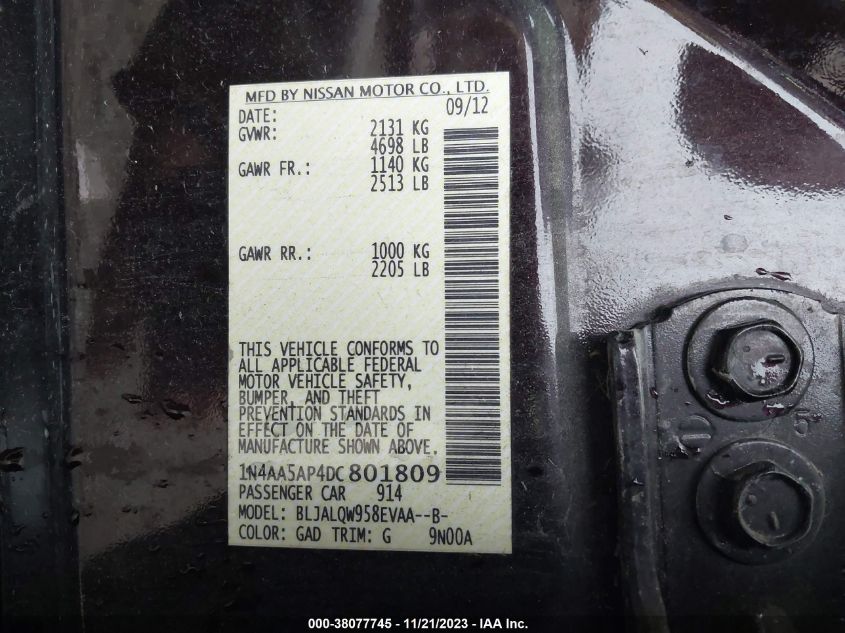 MFD BY NISSAN MOTOR CO., LTD.
DATE: 09/12
GVWR: 2131 KG
4698 LB
GAWR FR.: 1140 KG
2513 LB
GAWR RR.: 1000 KG
2205 LB
THIS VEHICLE CONFORMS TO
ALL APPLICABLE FEDERAL
MOTOR VEHICLE SAFETY,
BUMPER, AND THEFT
PREVENTION STANDARDS IN
EFFECT ON THE DATE OF
MANUFACTURE SHOWN ABOVE.
1N4AA5AP4DC801809
PASSENGER CAR 914
MODEL: BLJALQW958EVAA--B-
COLOR: GAD TRIM: G 9N00A
5
000-38077745 - 11/21/2023 - IAA Inc.